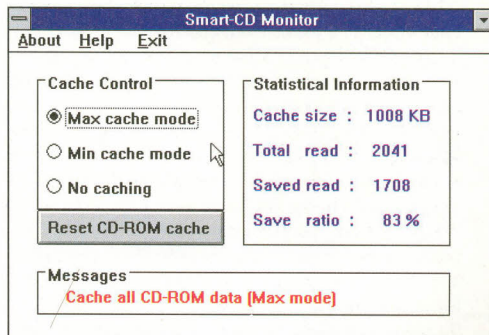 Smart-CD Monitor
About Help Exit
Cache Control
Max cache mode
Min cache mode
No caching
Reset CD-ROM cache
Statistical Information
Cache size : 1008 KB
Total read : 2041
Saved read : 1708
Save ratio : 83 %
Messages
Cache all CD-ROM data (Max mode)